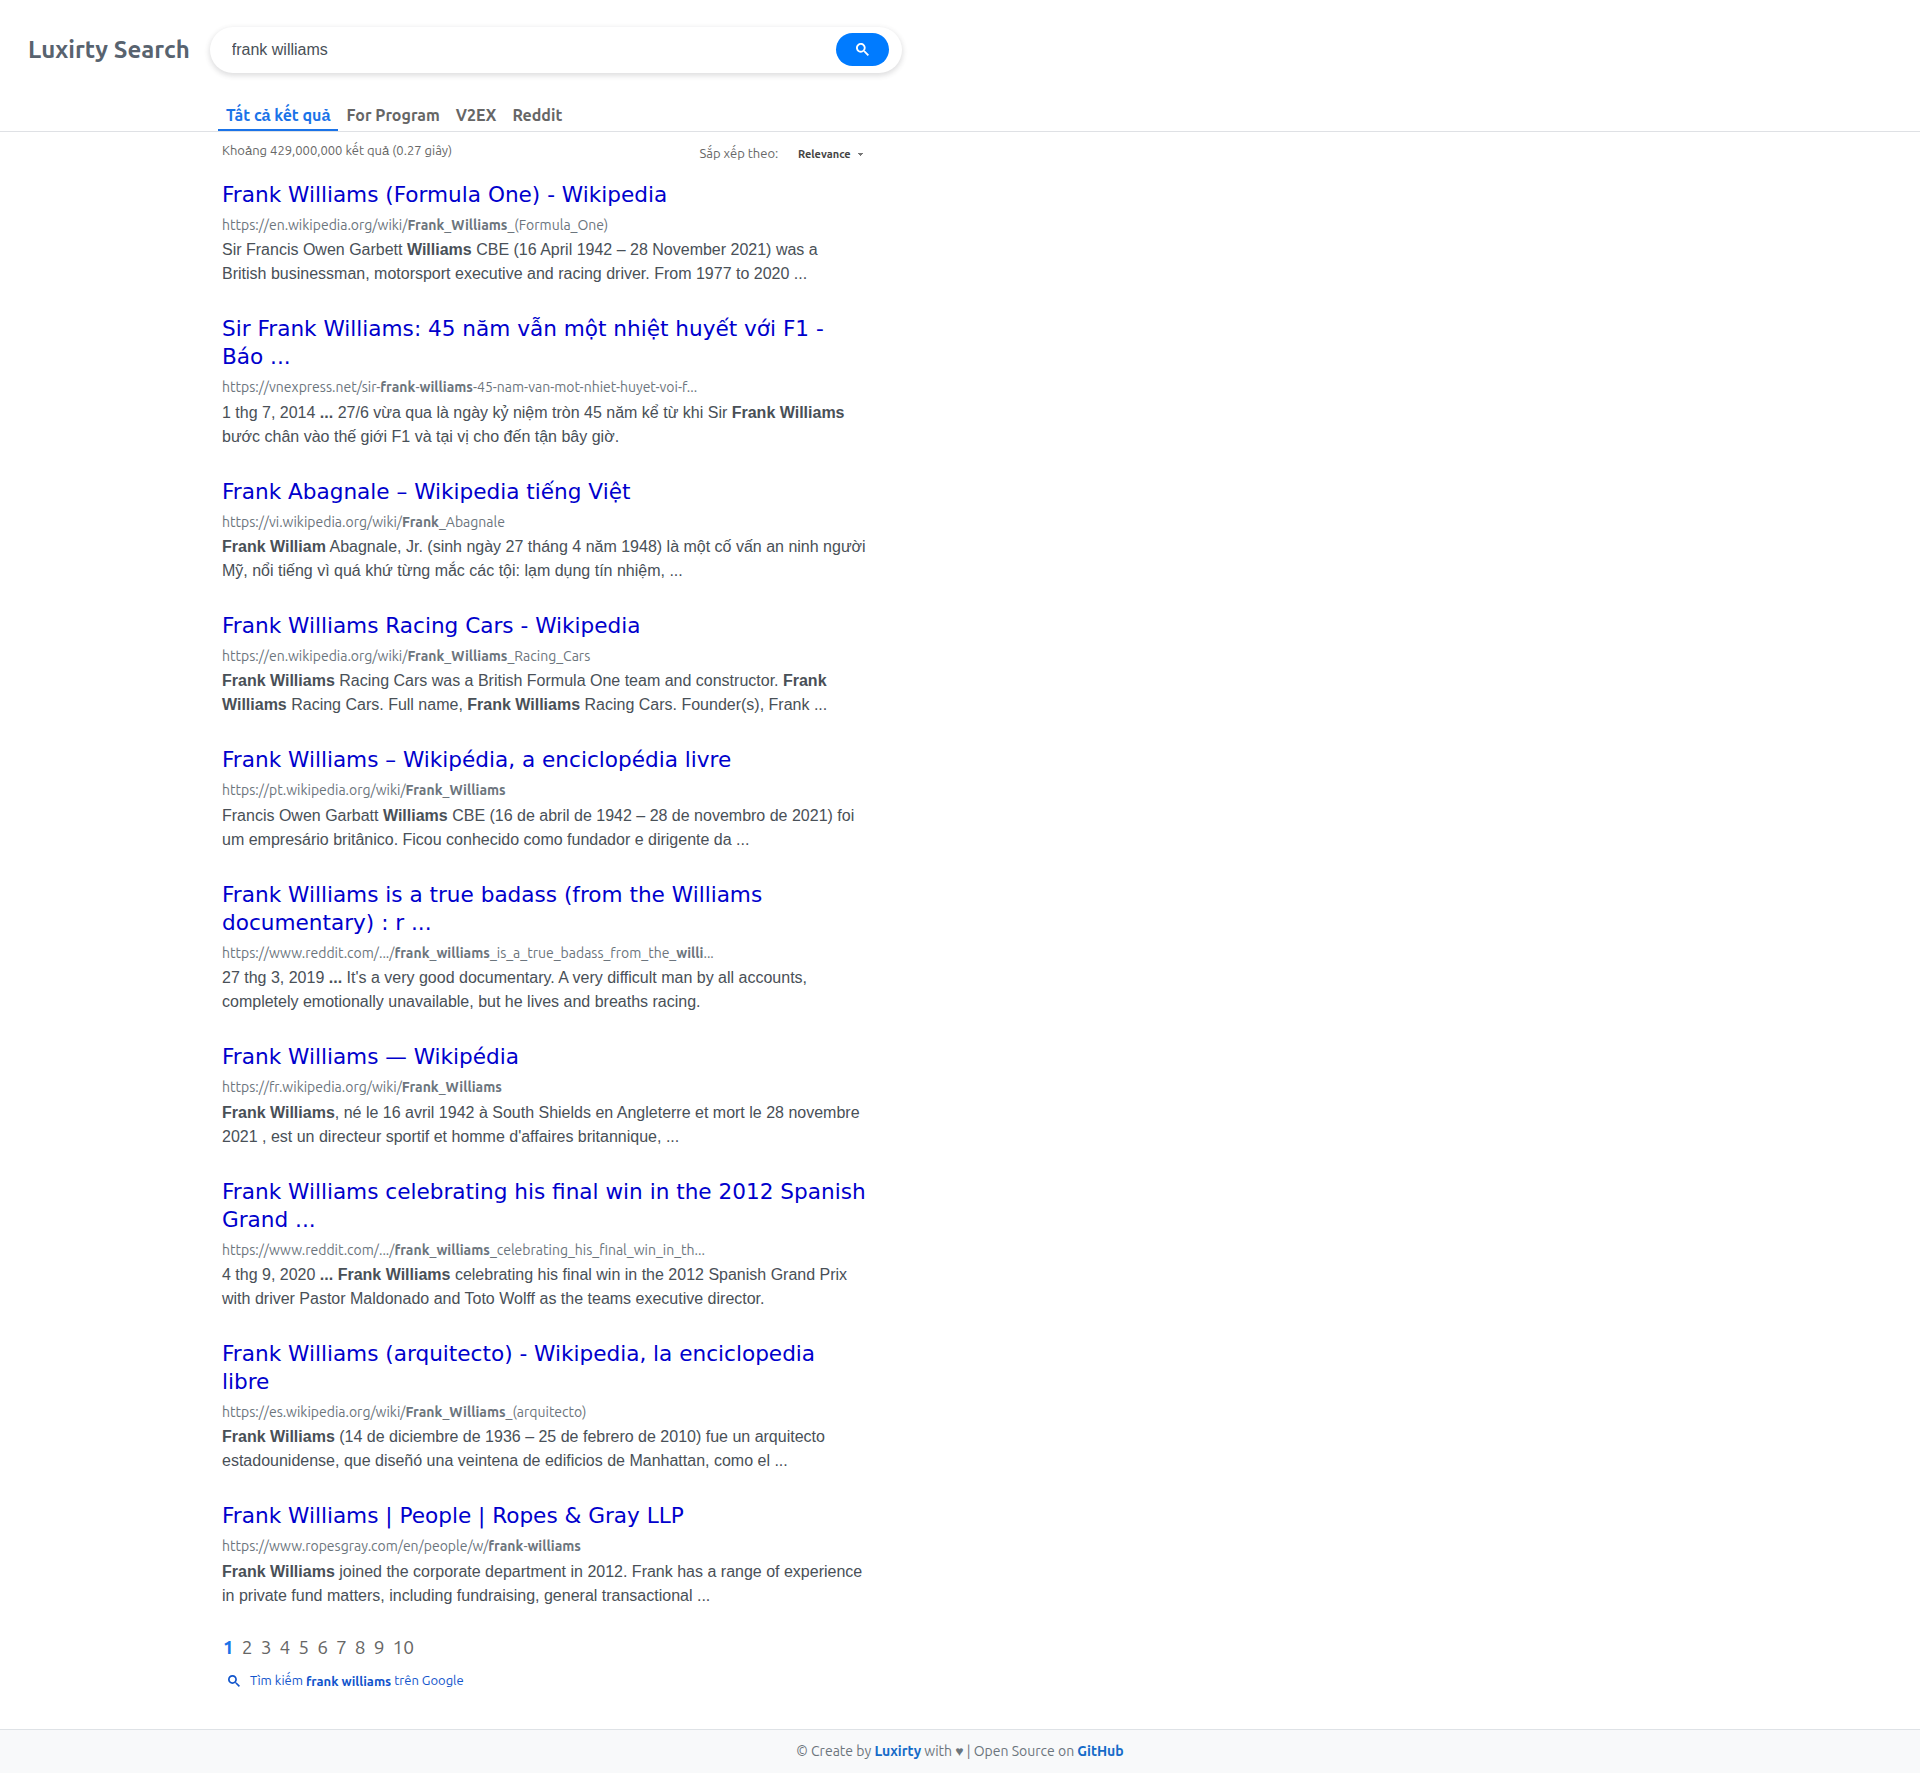 Luxirty Search
frank williams
Tất cả kết quả For Program V2EX Reddit
Khoảng 429,000,000 kết quả (0.27 giây)
Sắp xếp theo: Relevance
Frank Williams (Formula One) - Wikipedia
https://en.wikipedia.org/wiki/Frank_Williams_(Formula_One)
Sir Francis Owen Garbett Williams CBE (16 April 1942 – 28 November 2021) was a
British businessman, motorsport executive and racing driver. From 1977 to 2020 ...
Sir Frank Williams: 45 năm vẫn một nhiệt huyết với F1 -
Báo ...
https://vnexpress.net/sir-frank-williams-45-nam-van-mot-nhiet-huyet-voi-f...
1 thg 7, 2014 ... 27/6 vừa qua là ngày kỷ niệm tròn 45 năm kể từ khi Sir Frank Williams
bước chân vào thế giới F1 và tại vị cho đến tận bây giờ.
Frank Abagnale – Wikipedia tiếng Việt
https://vi.wikipedia.org/wiki/Frank_Abagnale
Frank William Abagnale, Jr. (sinh ngày 27 tháng 4 năm 1948) là một cố vấn an ninh người
Mỹ, nổi tiếng vì quá khứ từng mắc các tội: lạm dụng tín nhiệm, ...
Frank Williams Racing Cars - Wikipedia
https://en.wikipedia.org/wiki/Frank_Williams_Racing_Cars
Frank Williams Racing Cars was a British Formula One team and constructor. Frank
Williams Racing Cars. Full name, Frank Williams Racing Cars. Founder(s), Frank ...
Frank Williams – Wikipédia, a enciclopédia livre
https://pt.wikipedia.org/wiki/Frank_Williams
Francis Owen Garbatt Williams CBE (16 de abril de 1942 – 28 de novembro de 2021) foi
um empresário britânico. Ficou conhecido como fundador e dirigente da ...
Frank Williams is a true badass (from the Williams
documentary) : r ...
https://www.reddit.com/.../frank_williams_is_a_true_badass_from_the_willi...
27 thg 3, 2019 ... It's a very good documentary. A very difficult man by all accounts,
completely emotionally unavailable, but he lives and breaths racing.
Frank Williams — Wikipédia
https://fr.wikipedia.org/wiki/Frank_Williams
Frank Williams, né le 16 avril 1942 à South Shields en Angleterre et mort le 28 novembre
2021 , est un directeur sportif et homme d'affaires britannique, ...
Frank Williams celebrating his final win in the 2012 Spanish
Grand ...
https://www.reddit.com/.../frank_williams_celebrating_his_final_win_in_th...
4 thg 9, 2020 ... Frank Williams celebrating his final win in the 2012 Spanish Grand Prix
with driver Pastor Maldonado and Toto Wolff as the teams executive director.
Frank Williams (arquitecto) - Wikipedia, la enciclopedia
libre
https://es.wikipedia.org/wiki/Frank_Williams_(arquitecto)
Frank Williams (14 de diciembre de 1936 – 25 de febrero de 2010) fue un arquitecto
estadounidense, que diseñó una veintena de edificios de Manhattan, como el ...
Frank Williams | People | Ropes & Gray LLP
https://www.ropesgray.com/en/people/w/frank-williams
Frank Williams joined the corporate department in 2012. Frank has a range of experience
in private fund matters, including fundraising, general transactional ...
1 2 3 4 5 6 7 8 9 10
Tìm kiếm frank williams trên Google
© Create by Luxirty with ♥ | Open Source on GitHub